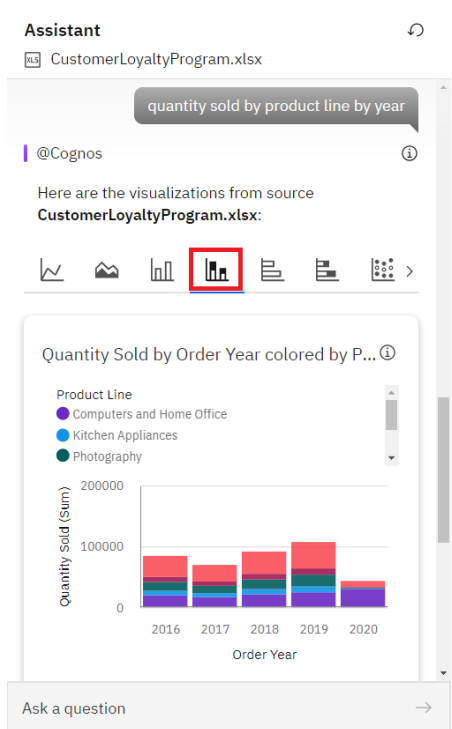 Assistant
XLS CustomerLoyaltyProgram.xlsx
quantity sold by product line by year
@Cognos
Here are the visualizations from source
CustomerLoyaltyProgram.xlsx:
Quantity Sold by Order Year colored by P...
Product Line
Computers and Home Office
Kitchen Appliances
Photography
Quantity Sold (Sum)
200000
100000
0
2016 2017 2018 2019 2020
Order Year
Ask a question